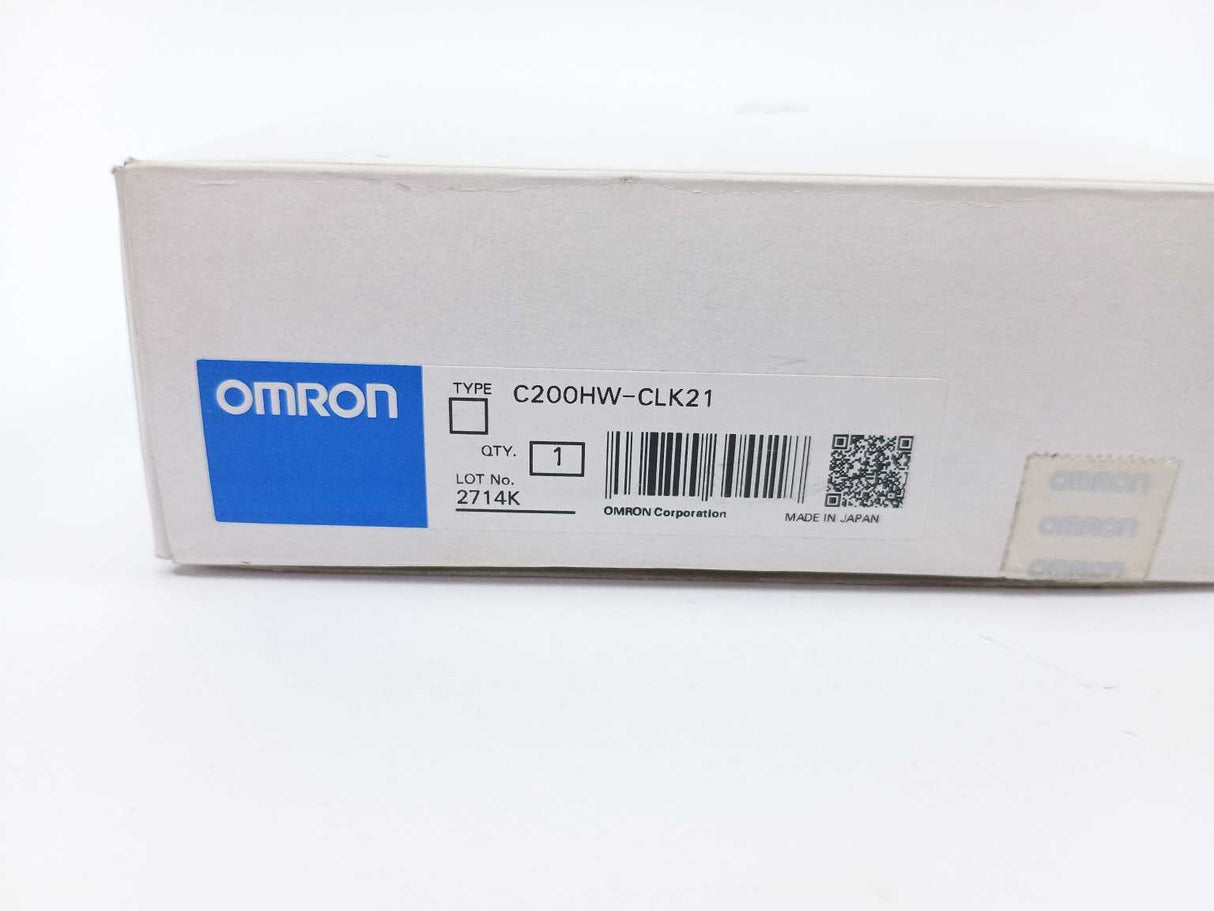 OMRON
TYPE C200HW-CLK21
QTY. 1
LOT No.
2714K
OMRON Corporation
MADE IN JAPAN
OMRON
OMRON
OMRON